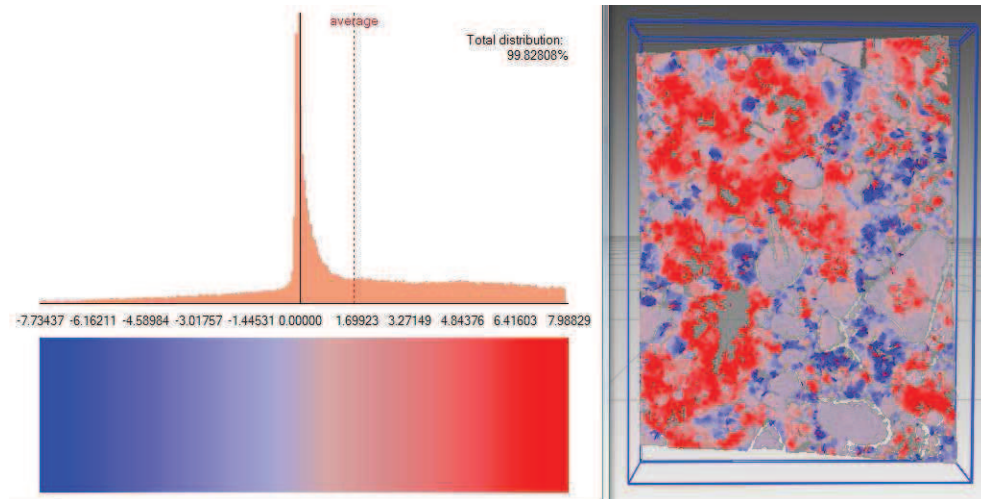 average
Total distribution:
99.82808%
-7.73437 -6.16211 -4.58984 -3.01757 -1.44531 0.00000 1.69923 3.27149 4.84376 6.41603 7.98829